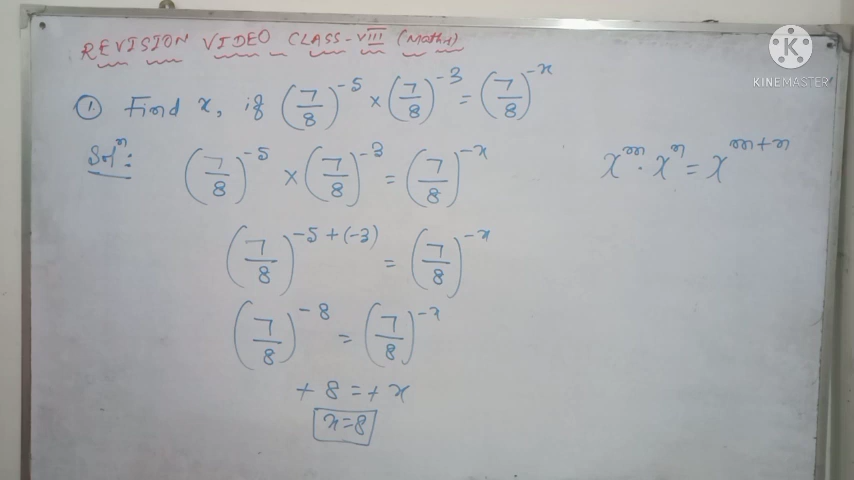 REVISION VIDEO CLASS-VIII (Maths)
KINEMASTER
① Find x, if (7/8)^-5 × (7/8)^-3 = (7/8)^-x
Solⁿ:
(7/8)^-5 × (7/8)^-3 = (7/8)^-x
x^m · x^n = x^m+n
(7/8)^-5+(-3) = (7/8)^-x
(7/8)^-8 = (7/8)^-x
+8=+x
x=8